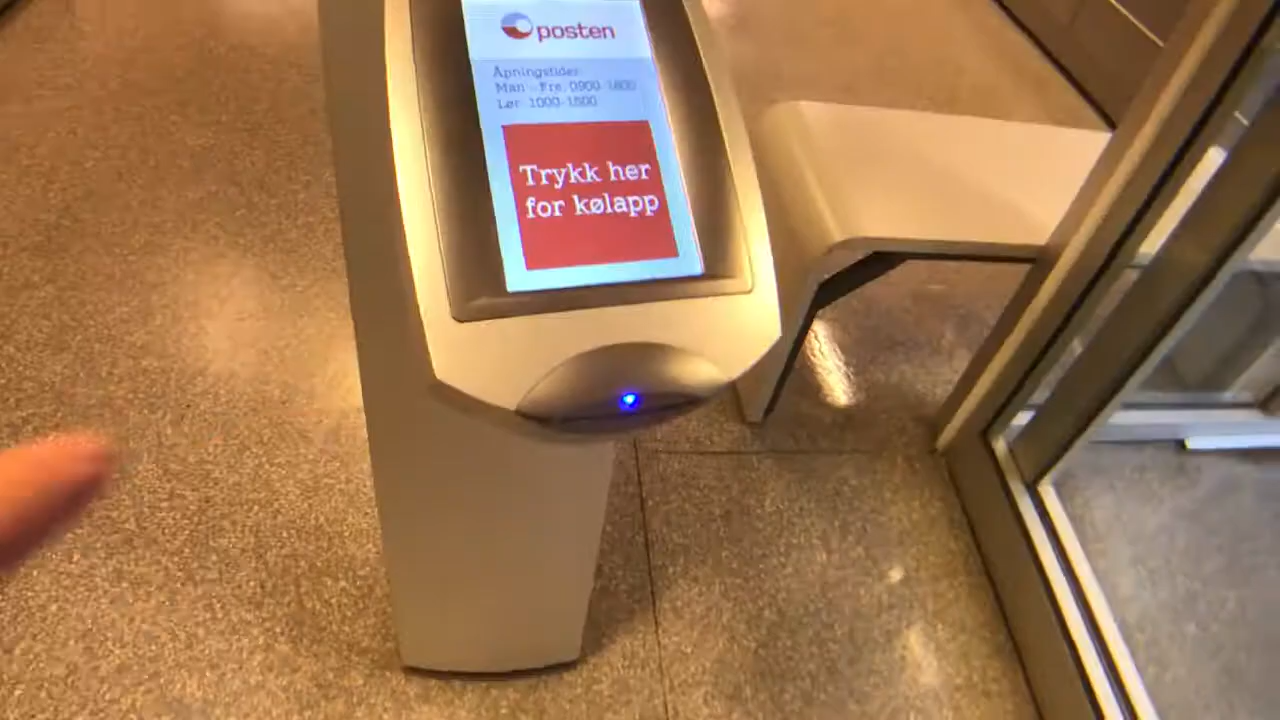 posten
Åpningstider:
Man - Fre: 0900-1800
Lør: 1000-1500
Trykk her
for kølapp